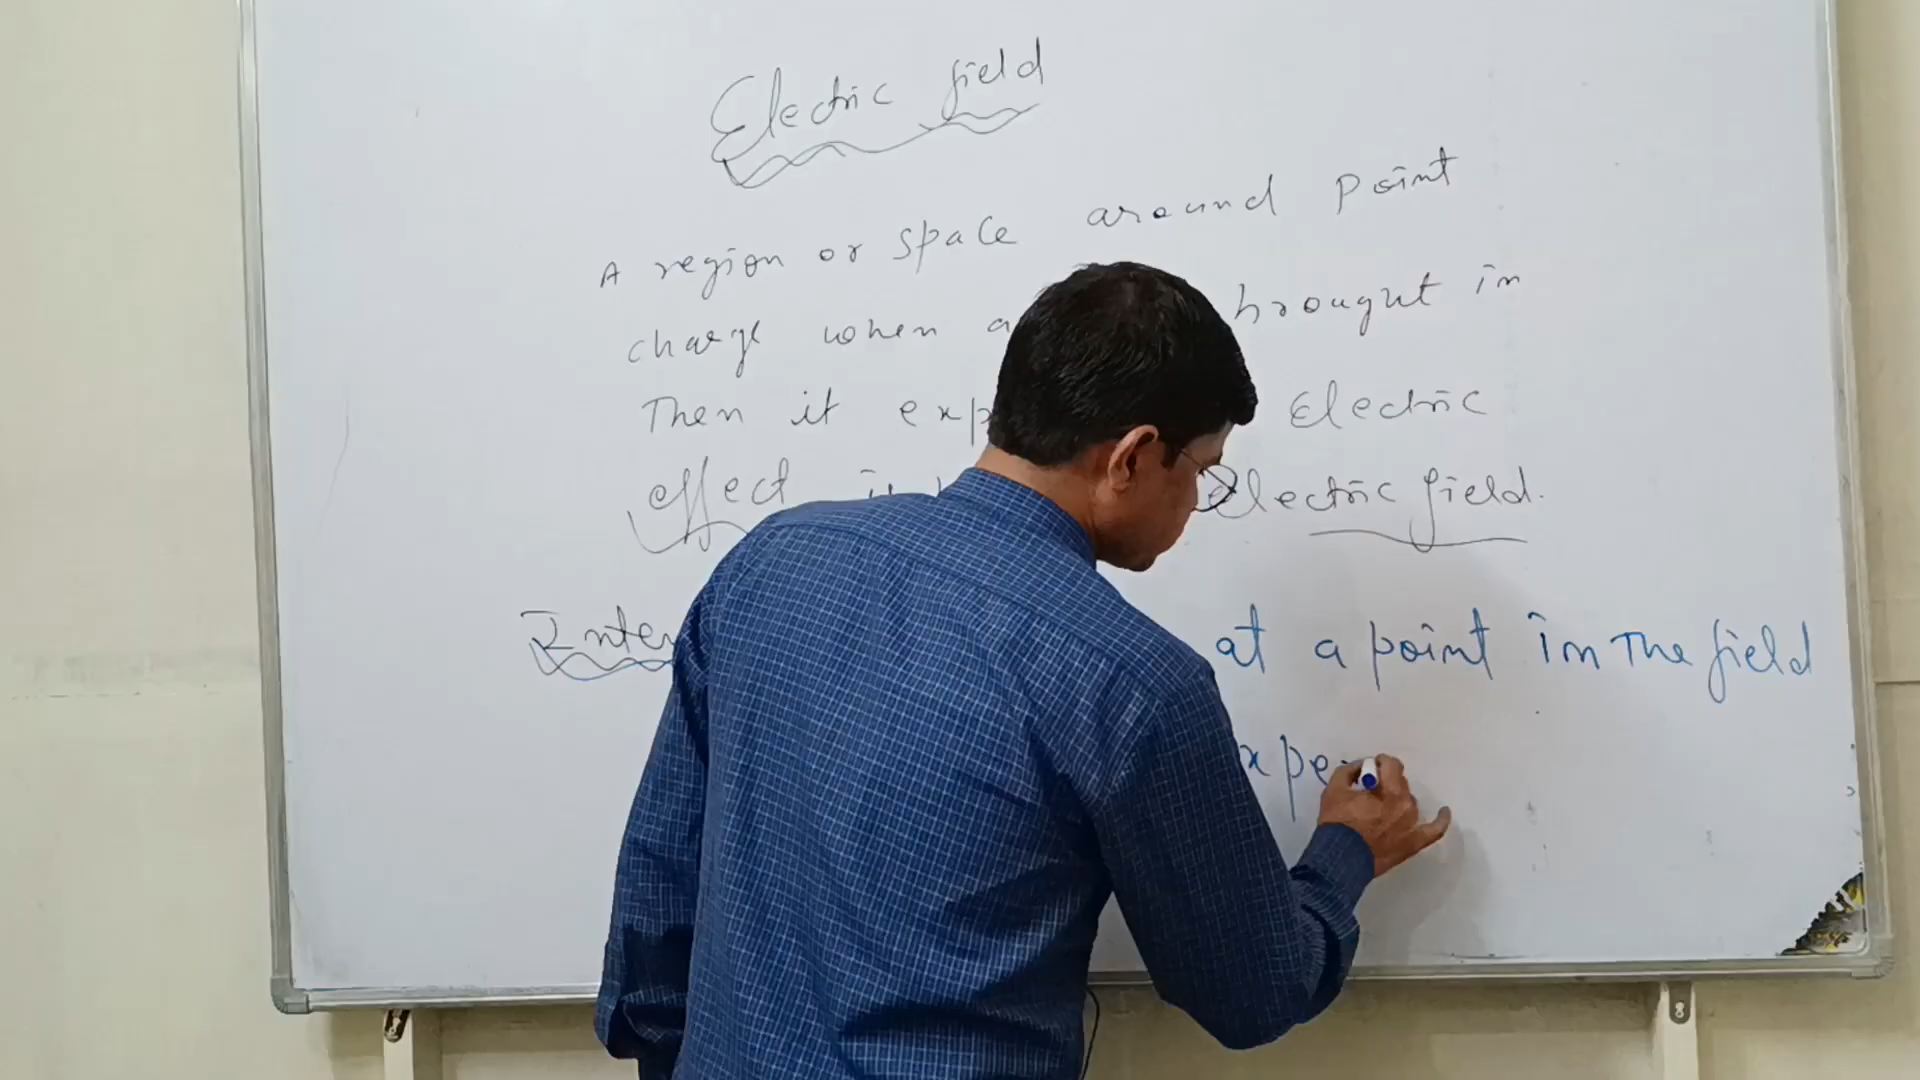 Electric field
A region or space around point
charge when a brought in
Then it exp Electric
effect Electric field.
Inten at a point in The field
xpe